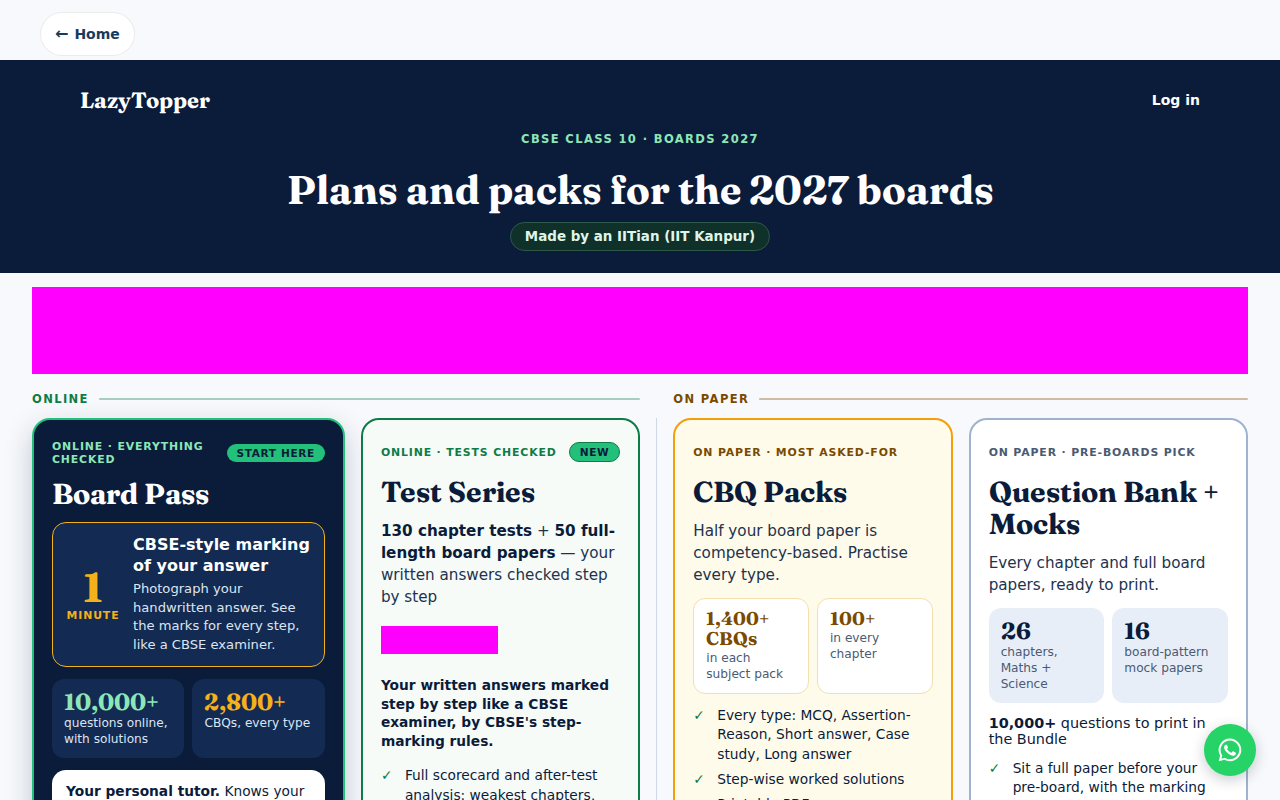 ← Home
LazyTopper
Log in
CBSE CLASS 10 · BOARDS 2027
Plans and packs for the 2027 boards
Made by an IITian (IIT Kanpur)
ONLINE
ON PAPER
ONLINE · EVERYTHING
CHECKED
START HERE
Board Pass
1
MINUTE
CBSE-style marking
of your answer
Photograph your
handwritten answer. See
the marks for every step,
like a CBSE examiner.
10,000+
questions online,
with solutions
2,800+
CBQs, every type
Your personal tutor. Knows your
ONLINE · TESTS CHECKED
NEW
Test Series
130 chapter tests + 50 full-
length board papers — your
written answers checked step
by step
Your written answers marked
step by step like a CBSE
examiner, by CBSE's step-
marking rules.
✓ Full scorecard and after-test
analysis: weakest chapters,
ON PAPER · MOST ASKED-FOR
CBQ Packs
Half your board paper is
competency-based. Practise
every type.
1,400+
CBQs
in each
subject pack
100+
in every
chapter
✓ Every type: MCQ, Assertion-
Reason, Short answer, Case
study, Long answer
✓ Step-wise worked solutions
ON PAPER · PRE-BOARDS PICK
Question Bank +
Mocks
Every chapter and full board
papers, ready to print.
26
chapters,
Maths +
Science
16
board-pattern
mock papers
10,000+ questions to print in
the Bundle
✓ Sit a full paper before your
pre-board, with the marking